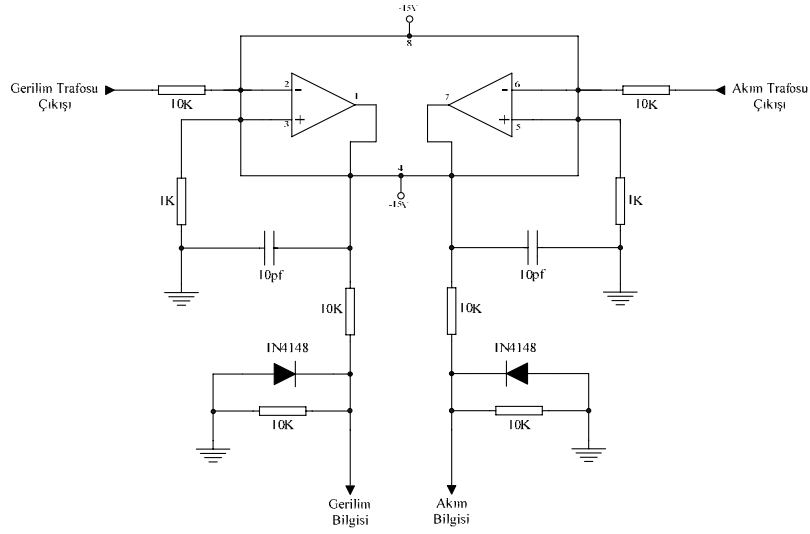 -15V
8
Gerilim Trafosu
Çıkışı
10K
2
-
3
+
1
7
6
-
5
+
10K
Akım Trafosu
Çıkışı
4
-15V
1K
1K
10pf
10pf
10K
10K
1N4148
1N4148
10K
10K
Gerilim
Bilgisi
Akım
Bilgisi